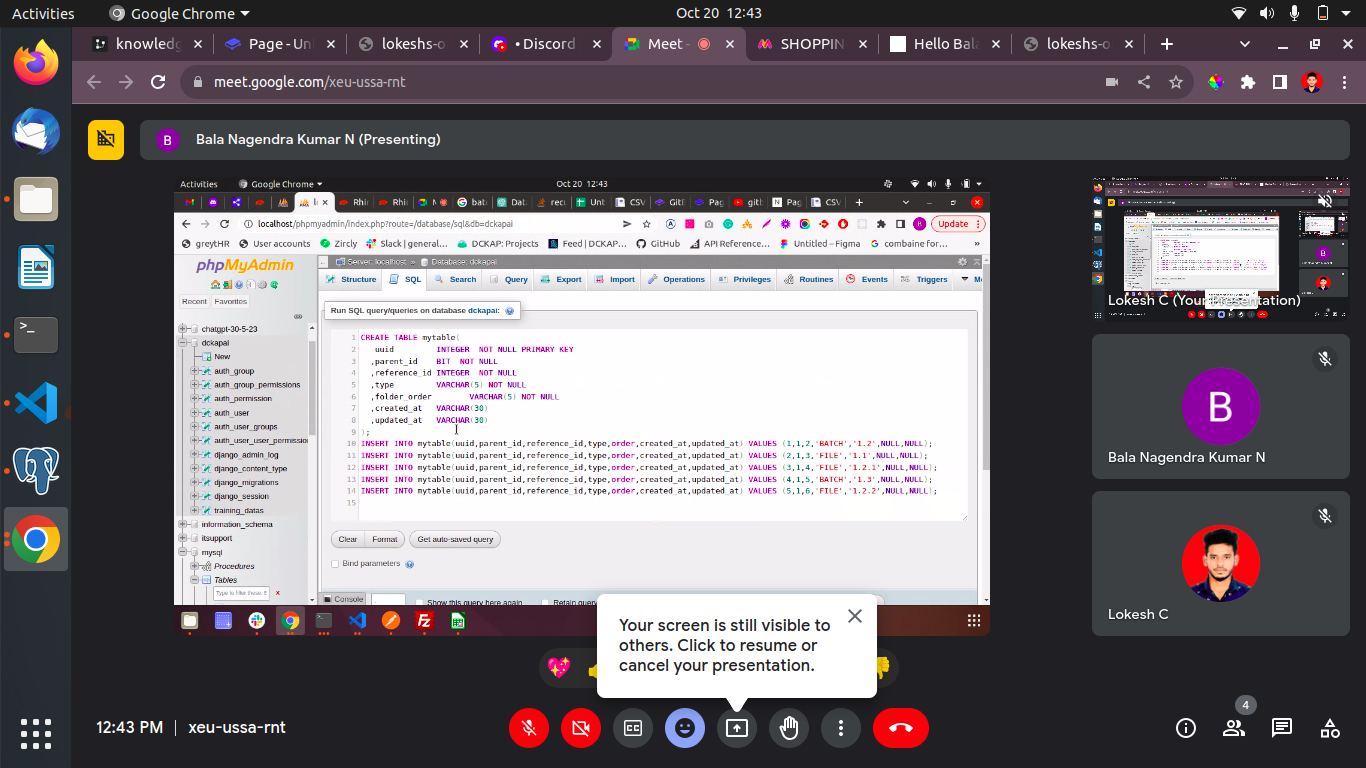 Activities
Google Chrome
Oct 20 12:43
knowledg
Page - Un
lokeshs-o
• Discord
Meet -
SHOPPIN
Hello Bala
lokeshs-o
meet.google.com/xeu-ussa-rnt
B
Bala Nagendra Kumar N (Presenting)
Activities
Google Chrome
Oct 20 12:43
localhost/phpmyadmin/index.php?route=/database/sql&db=dckapai
Update
greytHR
User accounts
Zircly
Slack | general...
DCKAP: Projects
Feed | DCKAP...
GitHub
API Reference...
Untitled – Figma
combaine for...
phpMyAdmin
Recent
Favorites
chatgpt-30-5-23
dckapai
New
auth_group
auth_group_permissions
auth_permission
auth_user
auth_user_groups
auth_user_user_permission
django_admin_log
django_content_type
django_migrations
django_session
training_datas
information_schema
itsupport
mysql
Procedures
Tables
Server: localhost » Database: dckapai
Structure
SQL
Search
Query
Export
Import
Operations
Privileges
Routines
Events
Triggers
Run SQL query/queries on database dckapai:
1 CREATE TABLE mytable(
2 uuid INTEGER NOT NULL PRIMARY KEY
3 ,parent_id BIT NOT NULL
4 ,reference_id INTEGER NOT NULL
5 ,type VARCHAR(5) NOT NULL
6 ,folder_order VARCHAR(5) NOT NULL
7 ,created_at VARCHAR(30)
8 ,updated_at VARCHAR(30)
9 );
10 INSERT INTO mytable(uuid,parent_id,reference_id,type,order,created_at,updated_at) VALUES (1,1,2,'BATCH','1.2',NULL,NULL);
11 INSERT INTO mytable(uuid,parent_id,reference_id,type,order,created_at,updated_at) VALUES (2,1,3,'FILE','1.1',NULL,NULL);
12 INSERT INTO mytable(uuid,parent_id,reference_id,type,order,created_at,updated_at) VALUES (3,1,4,'FILE','1.2.1',NULL,NULL);
13 INSERT INTO mytable(uuid,parent_id,reference_id,type,order,created_at,updated_at) VALUES (4,1,5,'BATCH','1.3',NULL,NULL);
14 INSERT INTO mytable(uuid,parent_id,reference_id,type,order,created_at,updated_at) VALUES (5,1,6,'FILE','1.2.2',NULL,NULL);
15
Clear
Format
Get auto-saved query
Bind parameters
Console
Show this query here again
Retain query
Lokesh C (Your Presentation)
B
Bala Nagendra Kumar N
Lokesh C
Your screen is still visible to
others. Click to resume or
cancel your presentation.
12:43 PM | xeu-ussa-rnt
CC
4